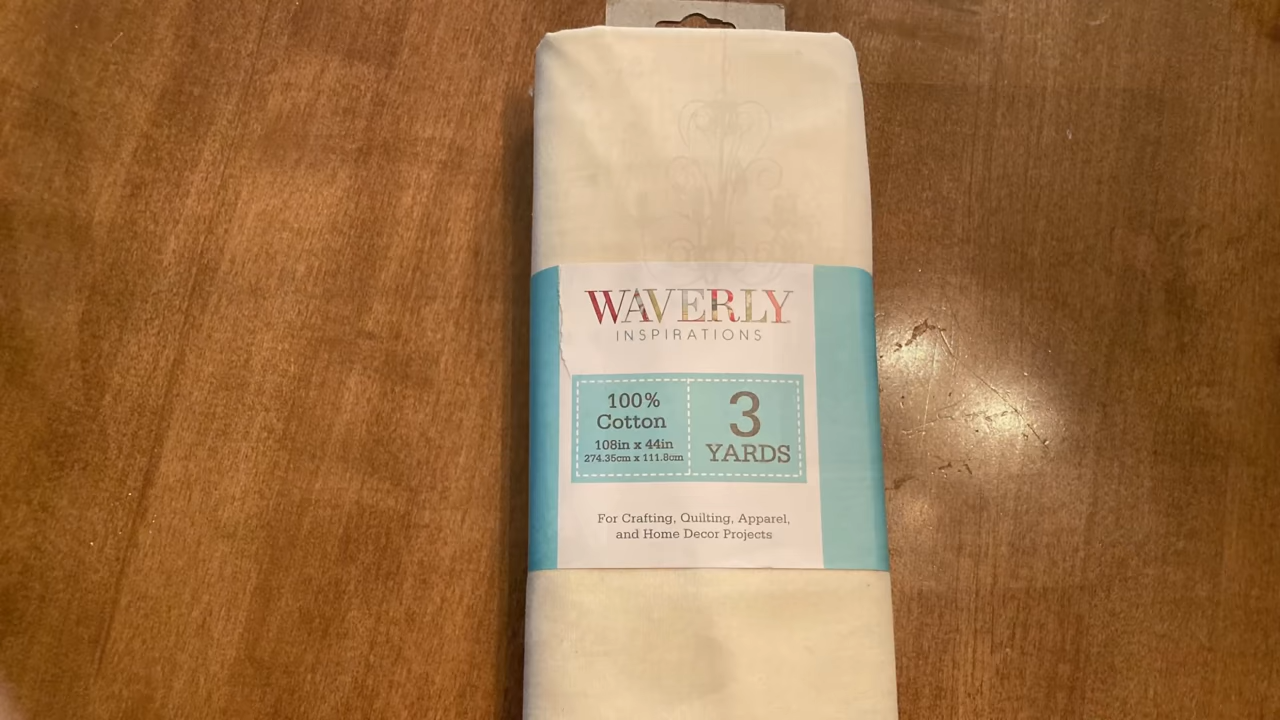 WAVERLY
INSPIRATIONS
100%
Cotton
108in x 44in
274.35cm x 111.8cm
3
YARDS
For Crafting, Quilting, Apparel,
and Home Decor Projects